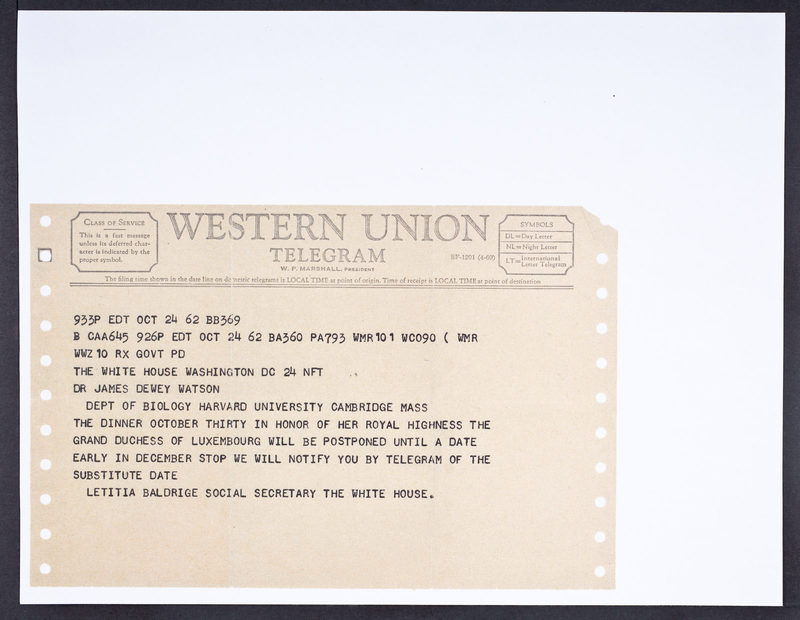 CLASS OF SERVICE
This is a fast message
unless its deferred char-
acter is indicated by the
proper symbol.
WESTERN UNION
TELEGRAM
W. P. MARSHALL, PRESIDENT
SF-1201 (4-60)
SYMBOLS
DL=Day Letter
NL=Night Letter
LT=International Letter Telegram
The filing time shown in the date line on domestic telegrams is LOCAL TIME at point of origin. Time of receipt is LOCAL TIME at point of destination
933P EDT OCT 24 62 BB369
B CAA645 926P EDT OCT 24 62 BA360 PA793 WMR101 WC090 ( WMR
WWZ10 RX GOVT PD
THE WHITE HOUSE WASHINGTON DC 24 NFT
DR JAMES DEWEY WATSON
DEPT OF BIOLOGY HARVARD UNIVERSITY CAMBRIDGE MASS
THE DINNER OCTOBER THIRTY IN HONOR OF HER ROYAL HIGHNESS THE
GRAND DUCHESS OF LUXEMBOURG WILL BE POSTPONED UNTIL A DATE
EARLY IN DECEMBER STOP WE WILL NOTIFY YOU BY TELEGRAM OF THE
SUBSTITUTE DATE
LETITIA BALDRIGE SOCIAL SECRETARY THE WHITE HOUSE.